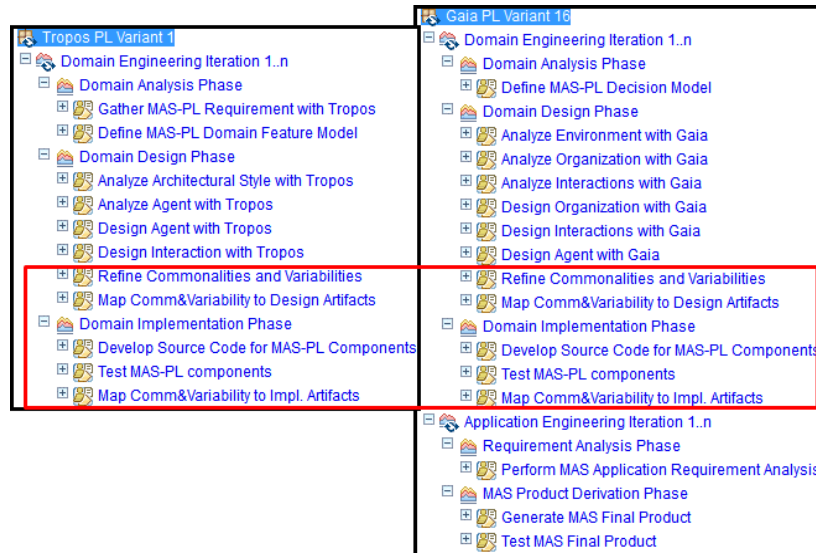 Tropos PL Variant 1
Domain Engineering Iteration 1..n
Domain Analysis Phase
Gather MAS-PL Requirement with Tropos
Define MAS-PL Domain Feature Model
Domain Design Phase
Analyze Architectural Style with Tropos
Analyze Agent with Tropos
Design Agent with Tropos
Design Interaction with Tropos
Refine Commonalities and Variabilities
Map Comm&Variability to Design Artifacts
Domain Implementation Phase
Develop Source Code for MAS-PL Components
Test MAS-PL components
Map Comm&Variability to Impl. Artifacts
Gaia PL Variant 16
Domain Engineering Iteration 1..n
Domain Analysis Phase
Define MAS-PL Decision Model
Domain Design Phase
Analyze Environment with Gaia
Analyze Organization with Gaia
Analyze Interactions with Gaia
Design Organization with Gaia
Design Interactions with Gaia
Design Agent with Gaia
Refine Commonalities and Variabilities
Map Comm&Variability to Design Artifacts
Domain Implementation Phase
Develop Source Code for MAS-PL Components
Test MAS-PL components
Map Comm&Variability to Impl. Artifacts
Application Engineering Iteration 1..n
Requirement Analysis Phase
Perform MAS Application Requirement Analysis
MAS Product Derivation Phase
Generate MAS Final Product
Test MAS Final Product